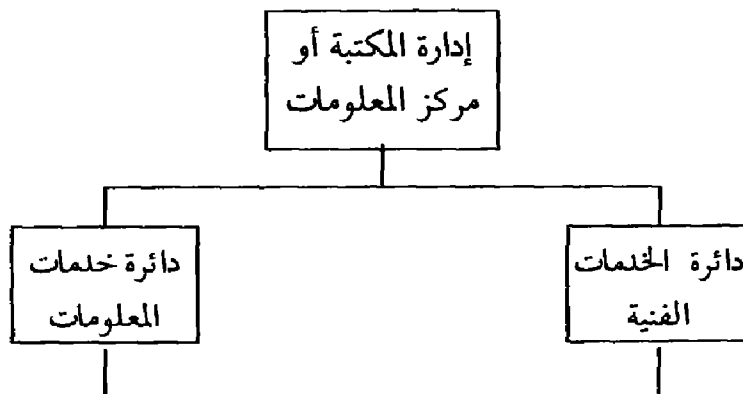 إدارة المكتبة أو
مركز المعلومات
دائرة الخدمات
الفنية
دائرة خدمات
المعلومات